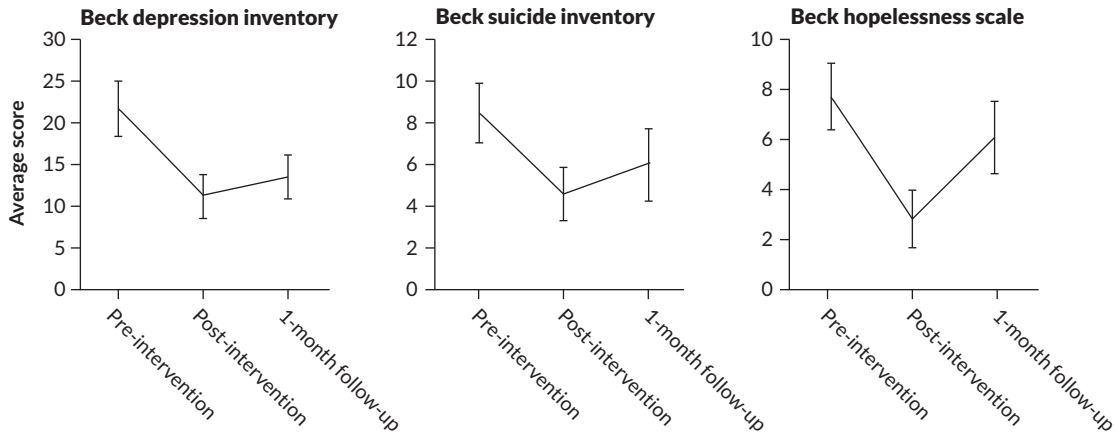 Beck depression inventory
Average score
30
25
20
15
10
5
0
Pre-intervention
Post-intervention
1-month follow-up
Beck suicide inventory
12
10
8
6
4
2
0
Pre-intervention
Post-intervention
1-month follow-up
Beck hopelessness scale
10
8
6
4
2
0
Pre-intervention
Post-intervention
1-month follow-up